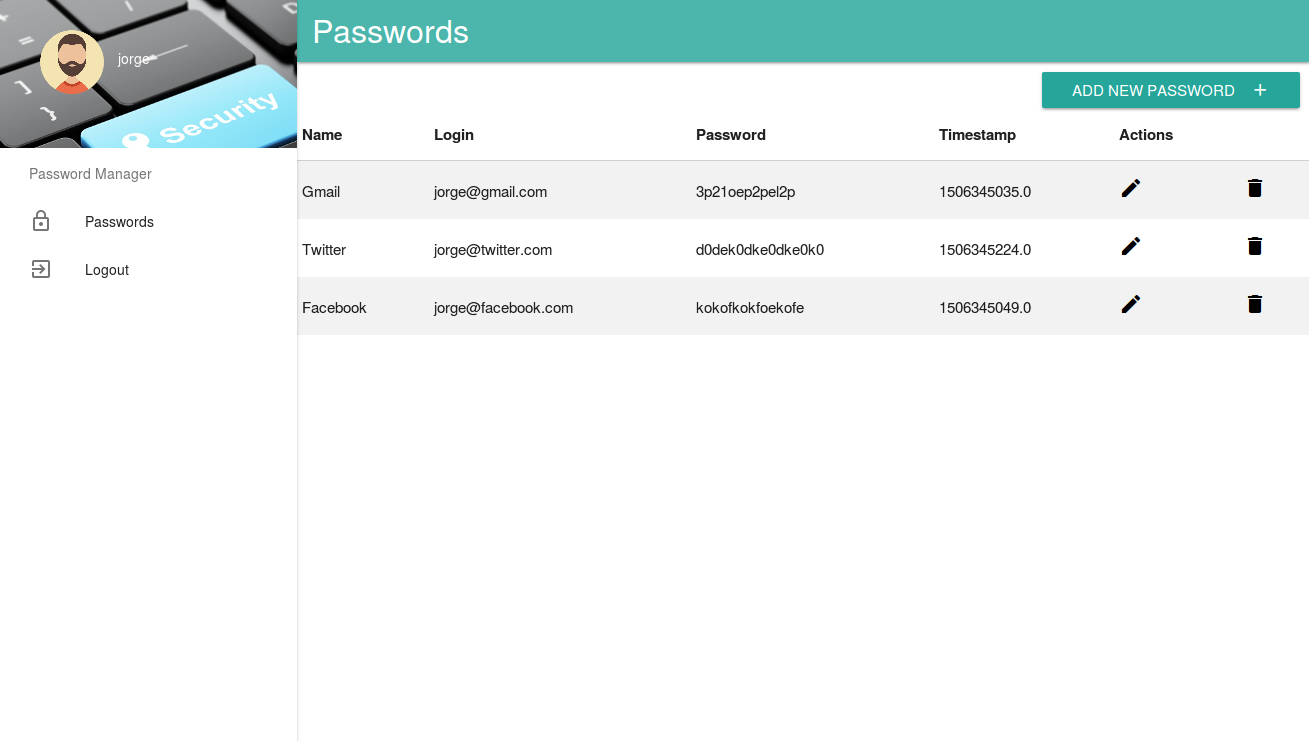 jorge
Security
Password Manager
Passwords
Logout
Passwords
ADD NEW PASSWORD +
Name Login Password Timestamp Actions
Gmail jorge@gmail.com 3p21oep2pel2p 1506345035.0
Twitter jorge@twitter.com d0dek0dke0dke0k0 1506345224.0
Facebook jorge@facebook.com kokofkokfoekofe 1506345049.0